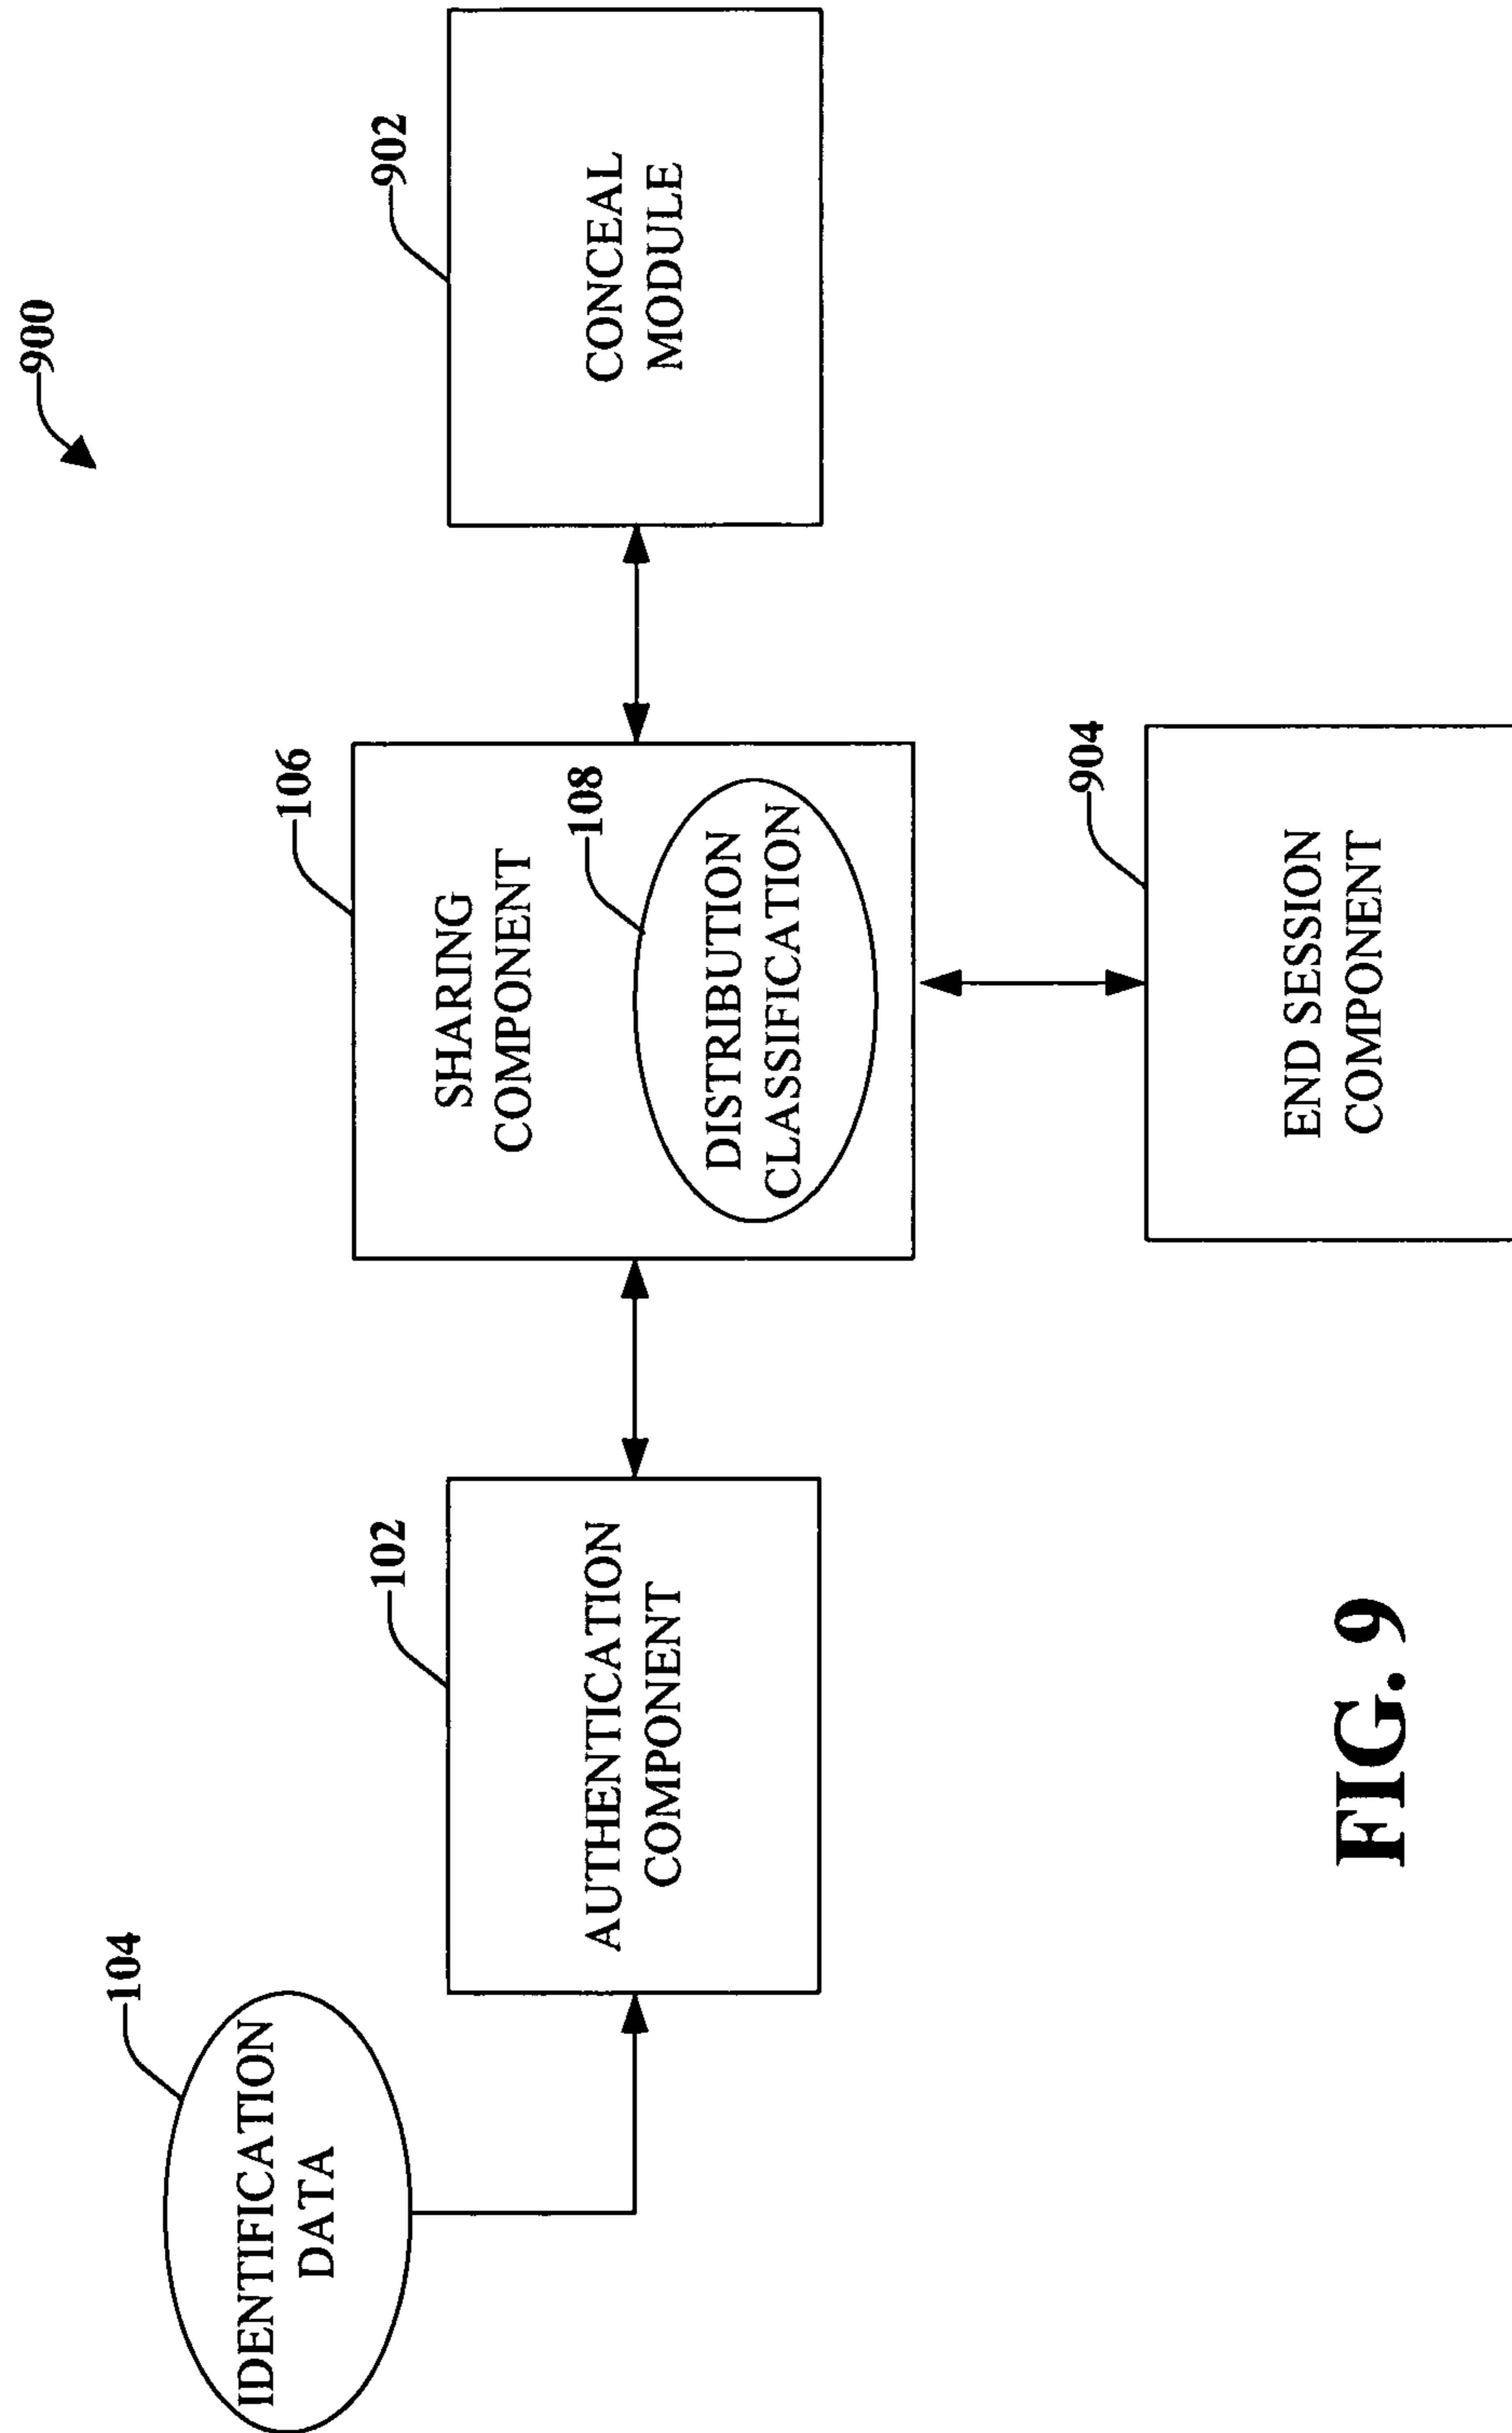 900
104
IDENTIFICATION
DATA
102
AUTHENTICATION
COMPONENT
106
SHARING
COMPONENT
108
DISTRIBUTION
CLASSIFICATION
902
CONCEAL
MODULE
904
END SESSION
COMPONENT
FIG. 9